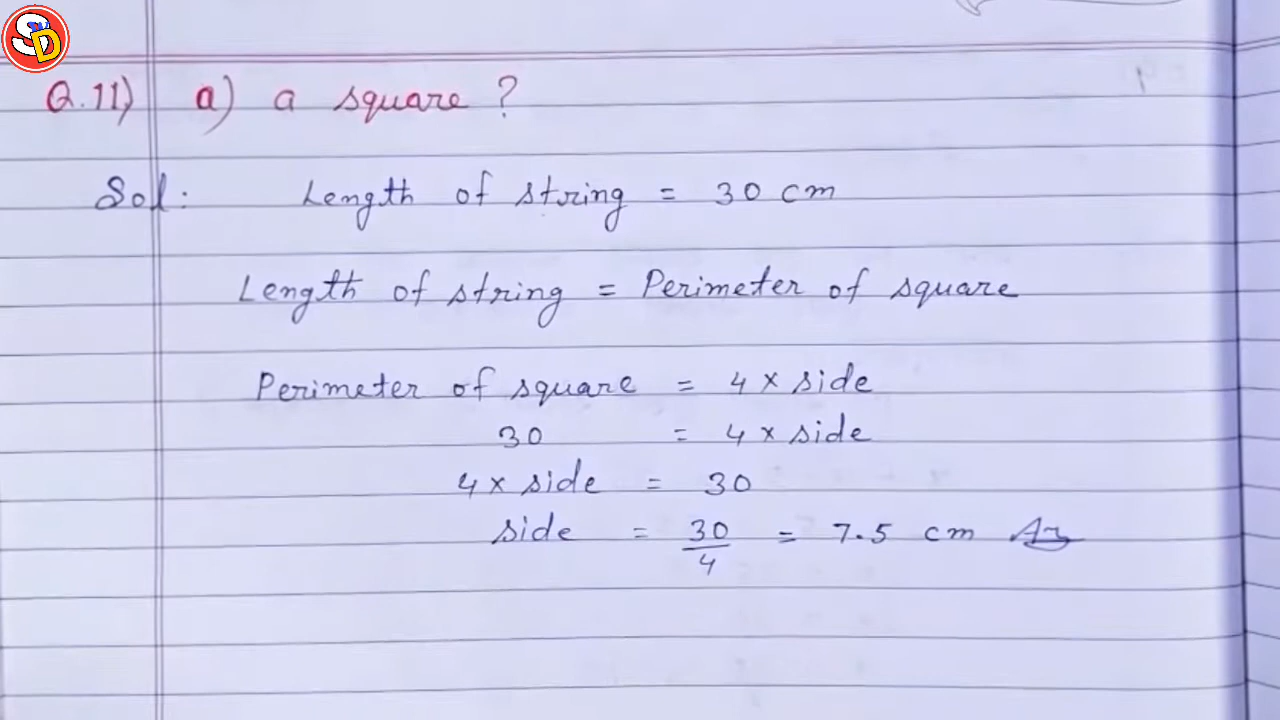 SD
Q.11) a) a square ?
Sol: Length of string = 30 cm
Length of string = Perimeter of square
Perimeter of square = 4 x side
30 = 4 x side
4 x side = 30
side = 30/4 = 7.5 cm Ans